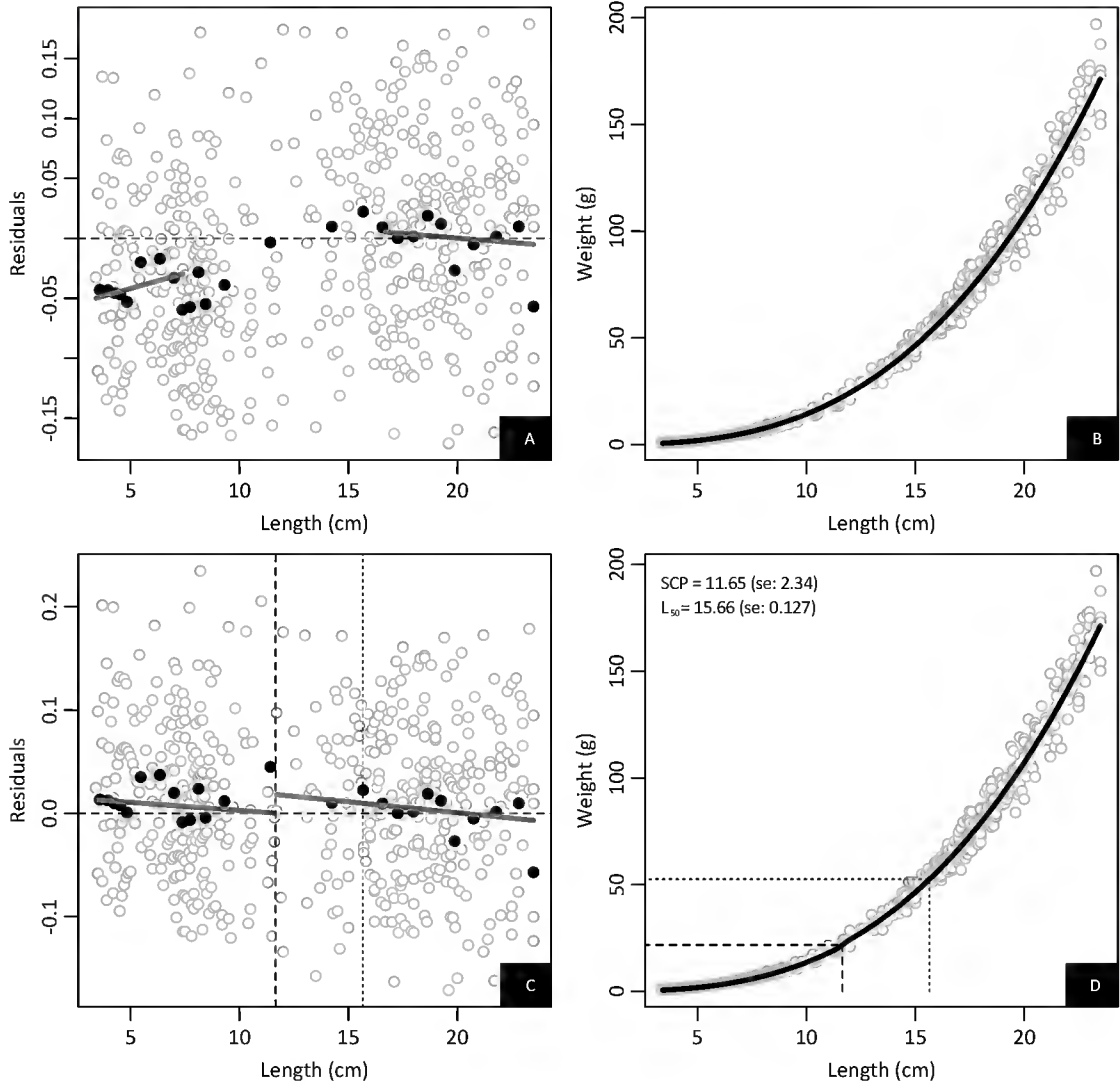 Residuals
0.15
0.10
0.05
-0.05
-0.15
5
10
15
20
Length (cm)
A
Weight (g)
200
150
100
50
0
5
10
15
20
Length (cm)
B
Residuals
0.2
0.1
0.0
-0.1
5
10
15
20
Length (cm)
C
Weight (g)
200
150
100
50
0
SCP = 11.65 (se: 2.34)
L₅₀= 15.66 (se: 0.127)
5
10
15
20
Length (cm)
D